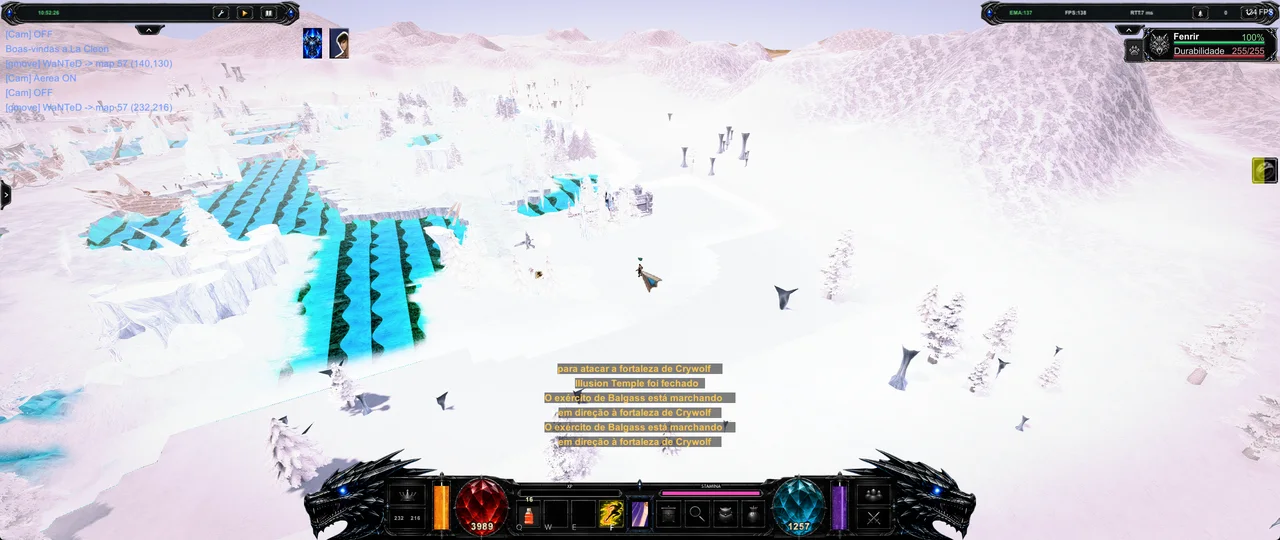 10:52:26
EMA:137 FPS:138 RTT:7 ms 0 124 FPS
[Cam] OFF
Boas-vindas a La Cleon
[gmove] WaNTeD -> map 57 (140,130)
[Cam] Aerea ON
[Cam] OFF
[gmove] WaNTeD -> map 57 (232,216)
Fenrir 100%
Durabilidade 255/255
para atacar a fortaleza de Crywolf
Illusion Temple foi fechado
O exército de Balgass está marchando
em direção à fortaleza de Crywolf
O exército de Balgass está marchando
em direção à fortaleza de Crywolf
XP STAMINA
16
232 216
3989 Q W E F 1257